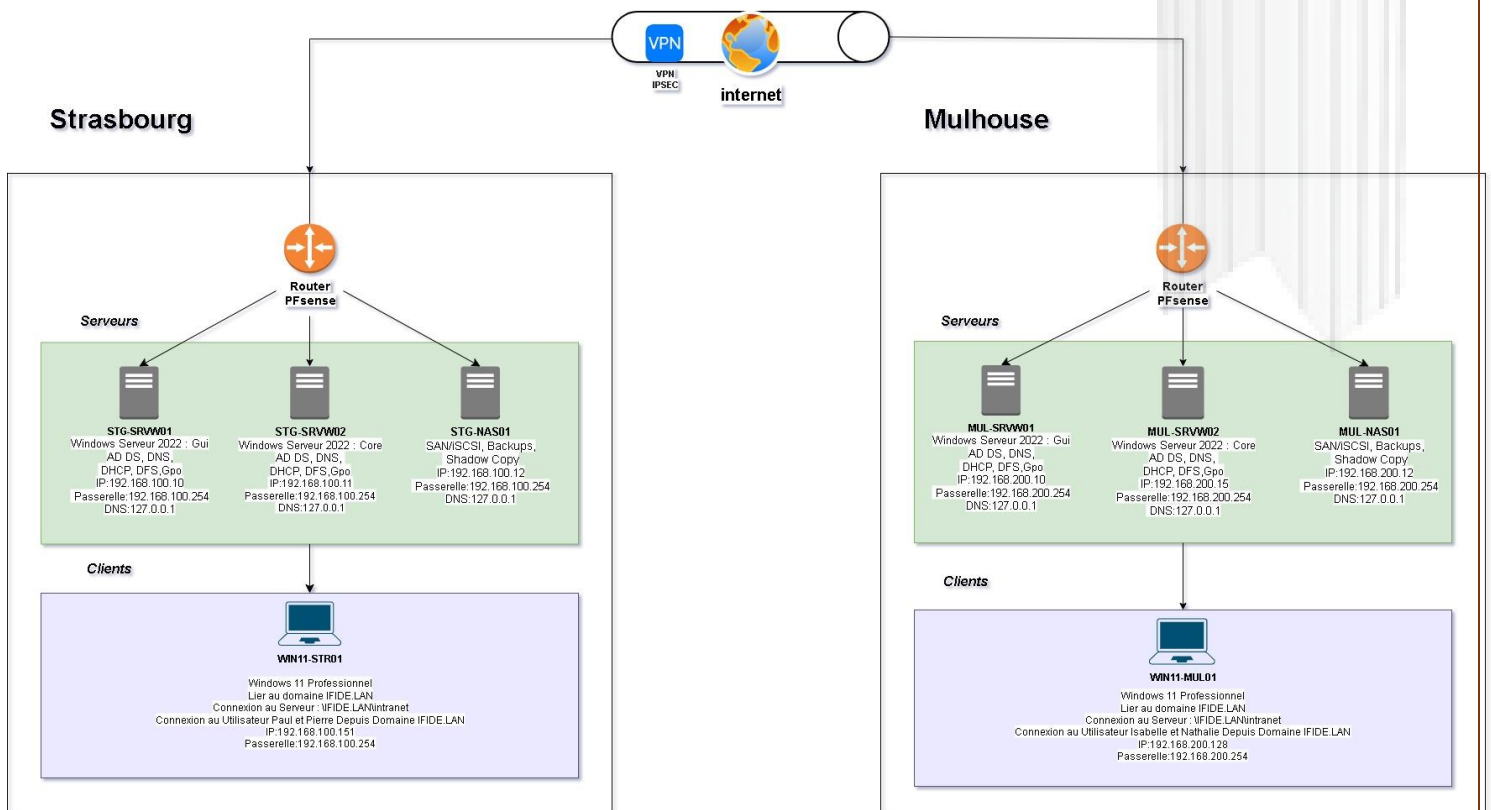 VPN
VPN
IPSEC
internet
Strasbourg
Mulhouse
Router
PFsense
Serveurs
STG-SRVW01
Windows Serveur 2022 : Gui
AD DS, DNS,
DHCP, DFS,Gpo
IP:192.168.100.10
Passerelle:192.168.100.254
DNS:127.0.0.1
STG-SRVW02
Windows Serveur 2022 : Core
AD DS, DNS,
DHCP, DFS,Gpo
IP:192.168.100.11
Passerelle:192.168.100.254
DNS:127.0.0.1
STG-NAS01
SAN/iSCSI, Backups,
Shadow Copy
IP:192.168.100.12
Passerelle:192.168.100.254
DNS:127.0.0.1
Clients
WIN11-STR01
Windows 11 Professionnel
Lier au domaine IFIDE.LAN
Connexion au Serveur : \IFIDE.LAN\intranet
Connexion au Utilisateur Paul et Pierre Depuis Domaine IFIDE.LAN
IP:192.168.100.151
Passerelle:192.168.100.254
Router
PFsense
Serveurs
MUL-SRVW01
Windows Serveur 2022 : Gui
AD DS, DNS,
DHCP, DFS,Gpo
IP:192.168.200.10
Passerelle:192.168.200.254
DNS:127.0.0.1
MUL-SRVW02
Windows Serveur 2022 : Core
AD DS, DNS,
DHCP, DFS,Gpo
IP:192.168.200.15
Passerelle:192.168.200.254
DNS:127.0.0.1
MUL-NAS01
SAN/iSCSI, Backups,
Shadow Copy
IP:192.168.200.12
Passerelle:192.168.200.254
DNS:127.0.0.1
Clients
WIN11-MUL01
Windows 11 Professionnel
Lier au domaine IFIDE.LAN
Connexion au Serveur : \IFIDE.LAN\intranet
Connexion au Utilisateur Isabelle et Nathalie Depuis Domaine IFIDE.LAN
IP:192.168.200.128
Passerelle:192.168.200.254